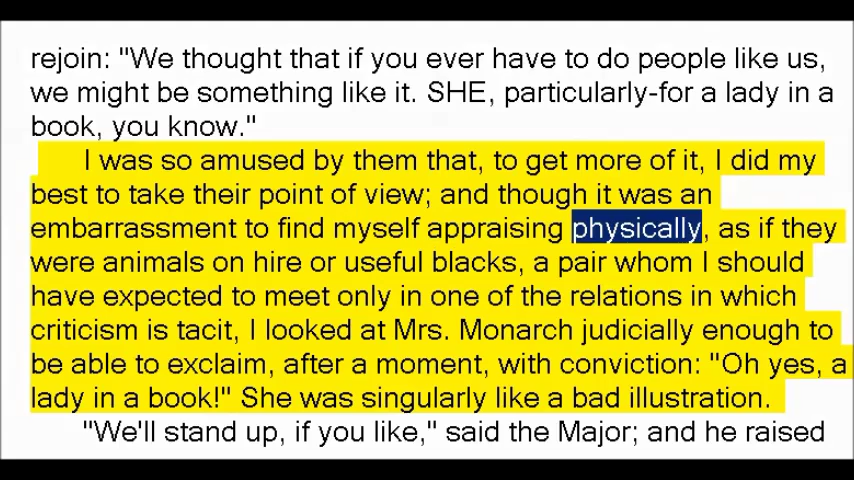 rejoin: "We thought that if you ever have to do people like us,
we might be something like it. SHE, particularly-for a lady in a
book, you know."
I was so amused by them that, to get more of it, I did my
best to take their point of view; and though it was an
embarrassment to find myself appraising physically, as if they
were animals on hire or useful blacks, a pair whom I should
have expected to meet only in one of the relations in which
criticism is tacit, I looked at Mrs. Monarch judicially enough to
be able to exclaim, after a moment, with conviction: "Oh yes, a
lady in a book!" She was singularly like a bad illustration.
"We'll stand up, if you like," said the Major; and he raised